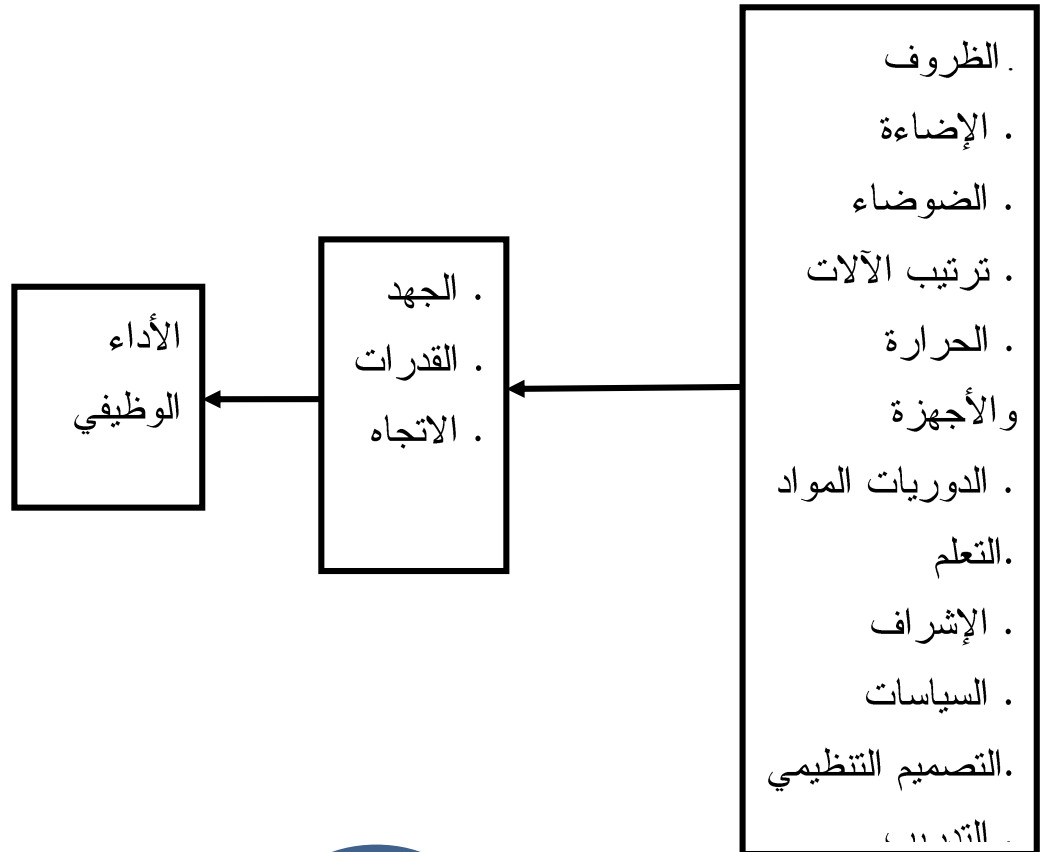 . الظروف
. الإضاءة
. الضوضاء
. ترتيب الآلات
. الحرارة
والأجهزة
. الدوريات المواد
.التعلم
. الإشراف
. السياسات
.التصميم التنظيمي
. التدريب
. الجهد
. القدرات
. الاتجاه
الأداء
الوظيفي